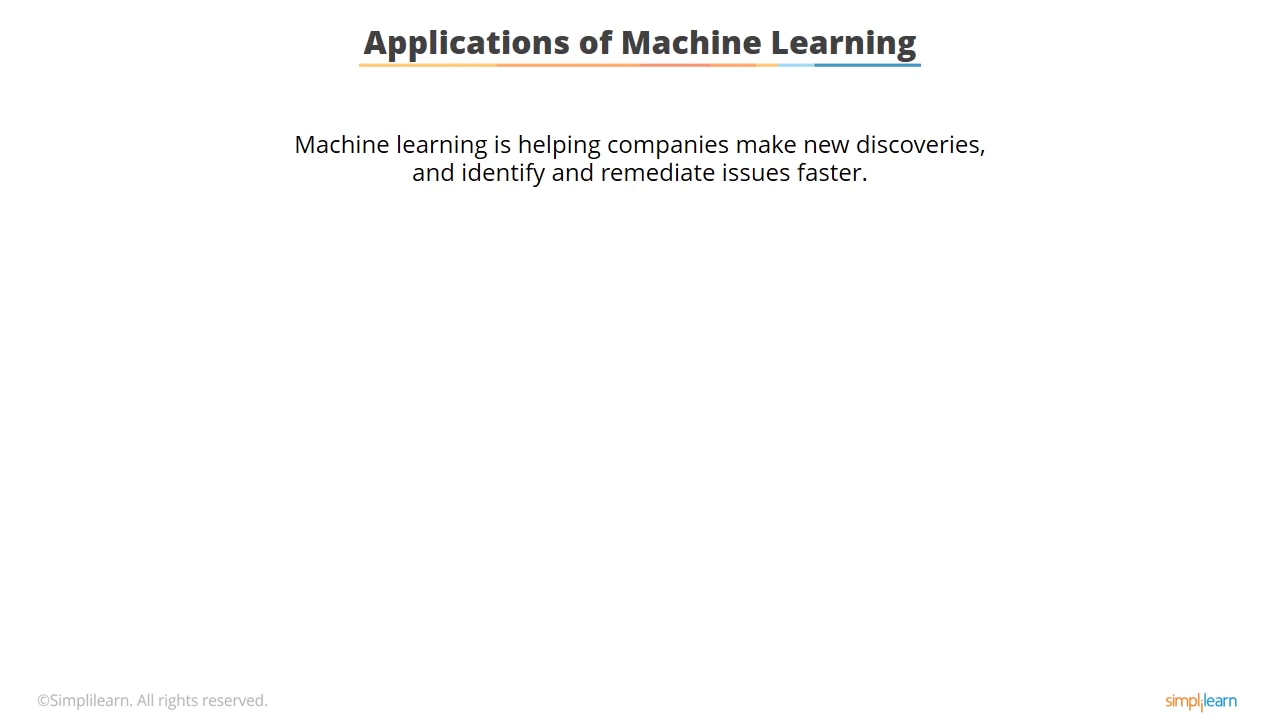 Applications of Machine Learning
Machine learning is helping companies make new discoveries,
and identify and remediate issues faster.
©Simplilearn. All rights reserved.
simplilearn